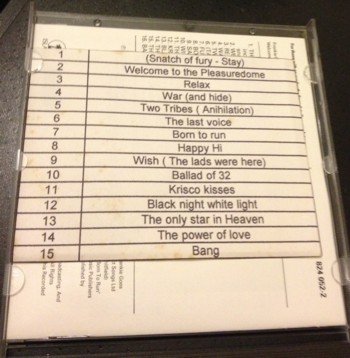 1 (Snatch of fury - Stay)
2 Welcome to the Pleasuredome
3 Relax
4 War (and hide)
5 Two Tribes ( Anihilation)
6 The last voice
7 Born to run
8 Happy Hi
9 Wish ( The lads were here)
10 Ballad of 32
11 Krisco kisses
12 Black night white light
13 The only star in Heaven
14 The power of love
15 Bang
824 052-2